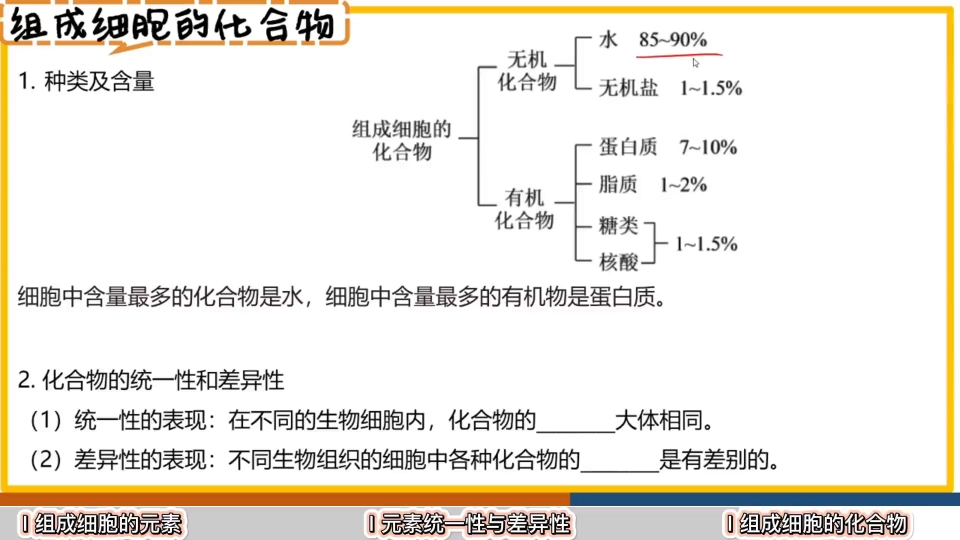 组成细胞的化合物
1. 种类及含量
组成细胞的
化合物
无机
化合物
水 85~90%
无机盐 1~1.5%
有机
化合物
蛋白质 7~10%
脂质 1~2%
糖类
核酸
1~1.5%
细胞中含量最多的化合物是水，细胞中含量最多的有机物是蛋白质。
2. 化合物的统一性和差异性
（1）统一性的表现：在不同的生物细胞内，化合物的_______大体相同。
（2）差异性的表现：不同生物组织的细胞中各种化合物的_______是有差别的。
I 组成细胞的元素
I 元素统一性与差异性
I 组成细胞的化合物